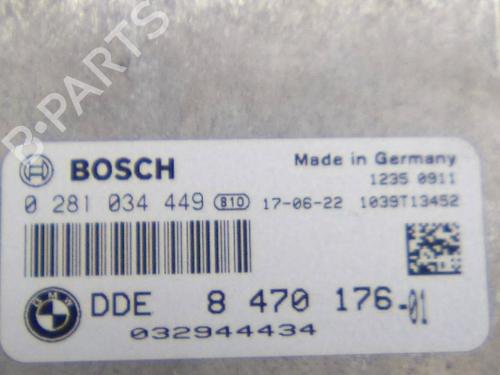 B-PARTS
BOSCH
Made in Germany
1235 0911
0 281 034 449 B10 17-06-22 1039T13452
BMW DDE 8 470 176-01
032944434